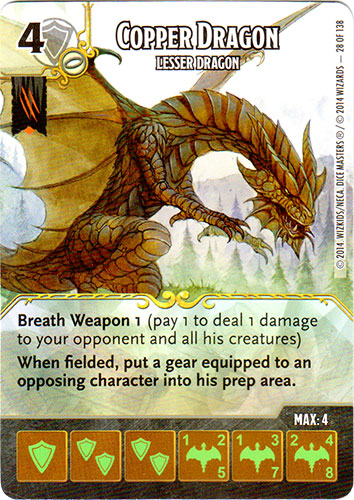 4
COPPER DRAGON
LESSER DRAGON
© 2014 WIZKIDS/NECA. DICE MASTERS ® / © 2014 WIZARDS — 28 OF 138
Breath Weapon 1 (pay 1 to deal 1 damage
to your opponent and all his creatures)
When fielded, put a gear equipped to an
opposing character into his prep area.
MAX: 4
1 2 5
1 3 7
2 4 8